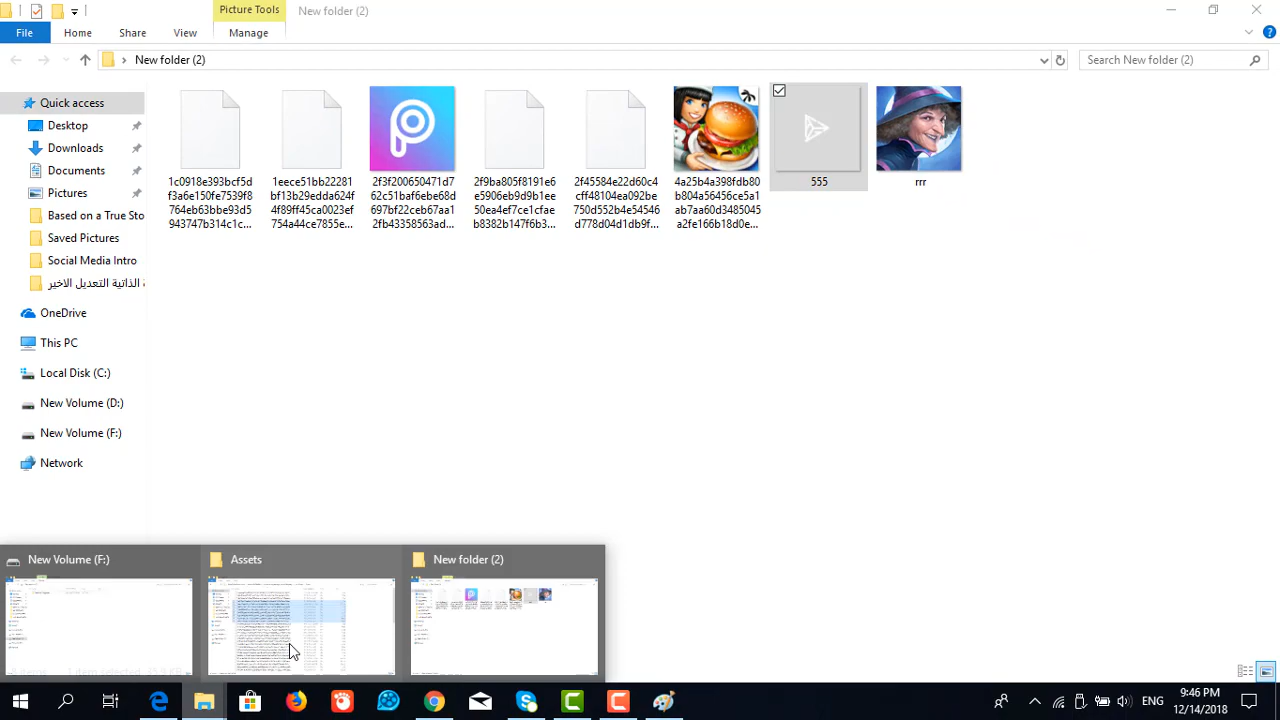 Picture Tools
New folder (2)
File
Home
Share
View
Manage
New folder (2)
Search New folder (2)
Quick access
Desktop
Downloads
Documents
Pictures
Based on a True Sto
Saved Pictures
Social Media Intro
ة الذاتية التعديل الاخير
OneDrive
This PC
Local Disk (C:)
New Volume (D:)
New Volume (F:)
Network
1c0918e393bcf5d
f3a6e150fe7539f8
764eb63bbe93d5
943747b314c1c...
1eece51bb22281
bf13b29edda624f
4f89ff45ca0023ef
754a44ce7855e...
2f3f200650471d7
62c51baf6ebe68d
697bf22ceb67aa1
2fb43358563ad...
2f9ba805f8191e6
e5906eb9d9b1ee
50ea4ef7ce1cfae
b8382b147f6b3...
2f45584e22d60c4
cff48104ea092be
750d552b4e54546
d778d04d1db9f...
4a25b4a398fdb80
b804a56456ce5a1
ab7aa60d3485045
a2fe166b18d0e...
555
rrr
New Volume (F:)
Assets
New folder (2)
ENG
9:46 PM
12/14/2018